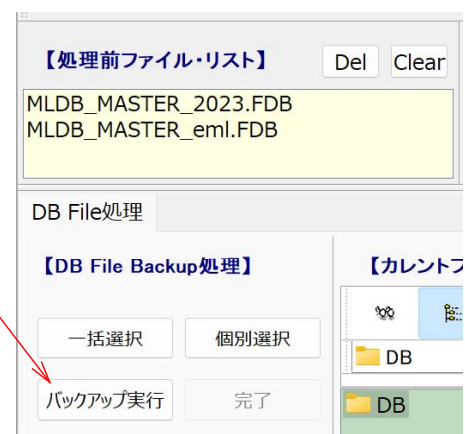 【処理前ファイル・リスト】 Del Clear
MLDB_MASTER_2023.FDB
MLDB_MASTER_eml.FDB
DB File処理
【DB File Backup処理】 【カレントフ
一括選択 個別選択
DB
バックアップ実行 完了 DB